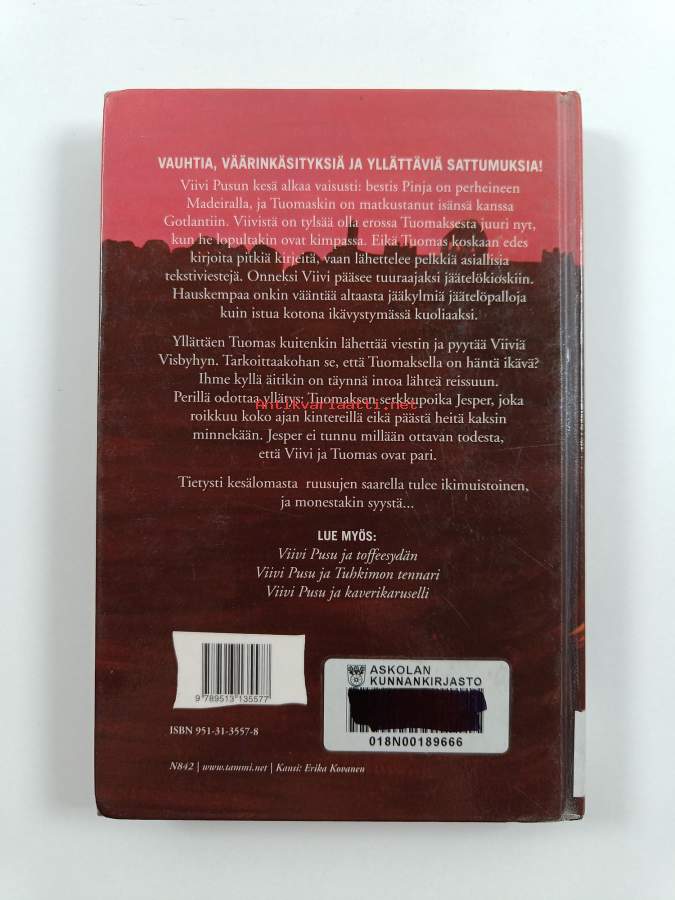 VAUHTIA, VÄÄRINKÄSITYKSIÄ JA YLLÄTTÄVIÄ SATTUMUKSIA!
Viivi Pusun kesä alkaa vaisusti: bestis Pinja on perheineen
Madeiralla, ja Tuomaskin on matkustanut isänsä kanssa
Gotlantiin. Viivistä on tylsää olla erossa Tuomaksesta juuri nyt,
kun he lopultakin ovat kimpassa. Eikä Tuomas koskaan edes
kirjoita pitkiä kirjeitä, vaan lähettelee pelkkiä asiallisia
tekstiviestejä. Onneksi Viivi pääsee tuuraajaksi jäätelökioskiin.
Hauskempaa onkin vääntää altaasta jääkylmiä jäätelöpalloja
kuin istua kotona ikävystymässä kuoliaaksi.
Yllättäen Tuomas kuitenkin lähettää viestin ja pyytää Viiviä
Visbyhyn. Tarkoittaakohan se, että Tuomaksella on häntä ikävä?
Ihme kyllä äitikin on täynnä intoa lähteä reissuun.
Perillä odottaa yllätys: Tuomaksen serkkupoika Jesper, joka
Antikvariaatti.net
roikkuu koko ajan kintereillä eikä päästä heitä kaksin
minnekään. Jesper ei tunnu millään ottavan todesta,
että Viivi ja Tuomas ovat pari.
Tietysti kesälomasta ruusujen saarella tulee ikimuistoinen,
ja monestakin syystä...
LUE MYÖS:
Viivi Pusu ja toffeesydän
Viivi Pusu ja Tuhkimon tennari
Viivi Pusu ja kaverikaruselli
9 789513 135577
ASKOLAN
KUNNANKIRJASTO
018N00189666
ISBN 951-31-3557-8
N842 | www.tammi.net | Kansi: Erika Kovanen